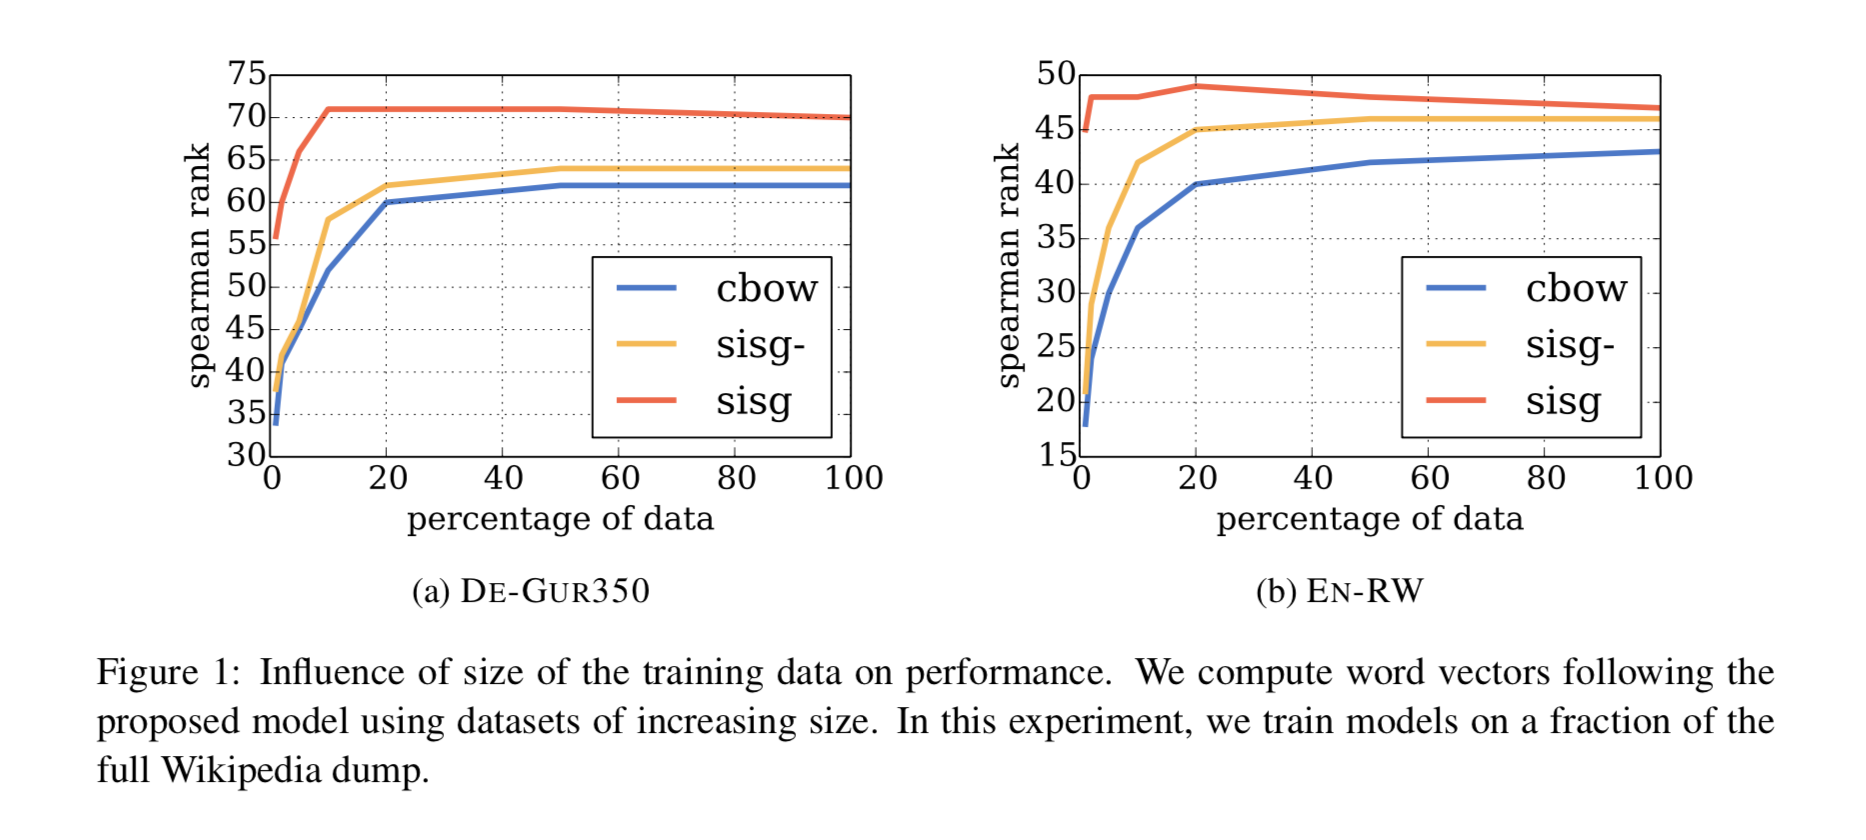 75
70
65
60
55
50
45
40
35
30
spearman rank
0 20 40 60 80 100
percentage of data
cbow
sisg-
sisg
(a) DE-GUR350
50
45
40
35
30
25
20
15
spearman rank
0 20 40 60 80 100
percentage of data
cbow
sisg-
sisg
(b) EN-RW
Figure 1: Influence of size of the training data on performance. We compute word vectors following the
proposed model using datasets of increasing size. In this experiment, we train models on a fraction of the
full Wikipedia dump.